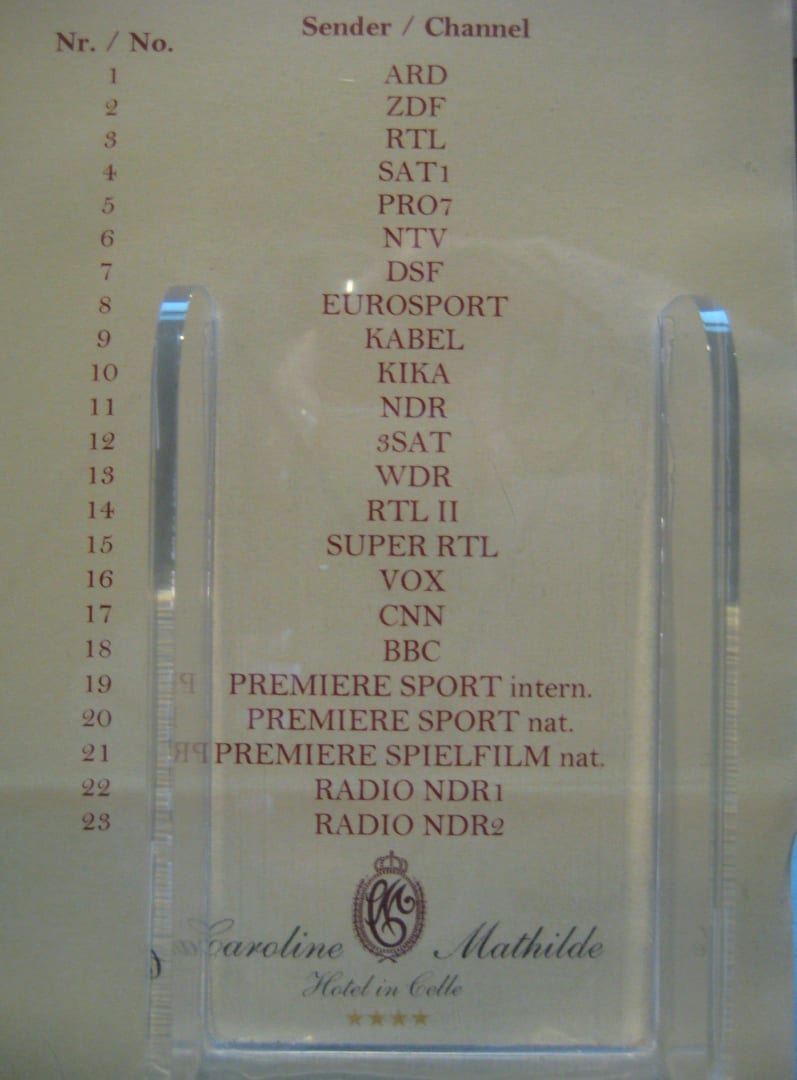 Nr. / No. Sender / Channel
1 ARD
2 ZDF
3 RTL
4 SAT1
5 PRO7
6 NTV
7 DSF
8 EUROSPORT
9 KABEL
10 KIKA
11 NDR
12 3SAT
13 WDR
14 RTL II
15 SUPER RTL
16 VOX
17 CNN
18 BBC
19 PREMIERE SPORT intern.
20 PREMIERE SPORT nat.
21 PREMIERE SPIELFILM nat.
22 RADIO NDR1
23 RADIO NDR2
Caroline Mathilde
Hotel in Celle